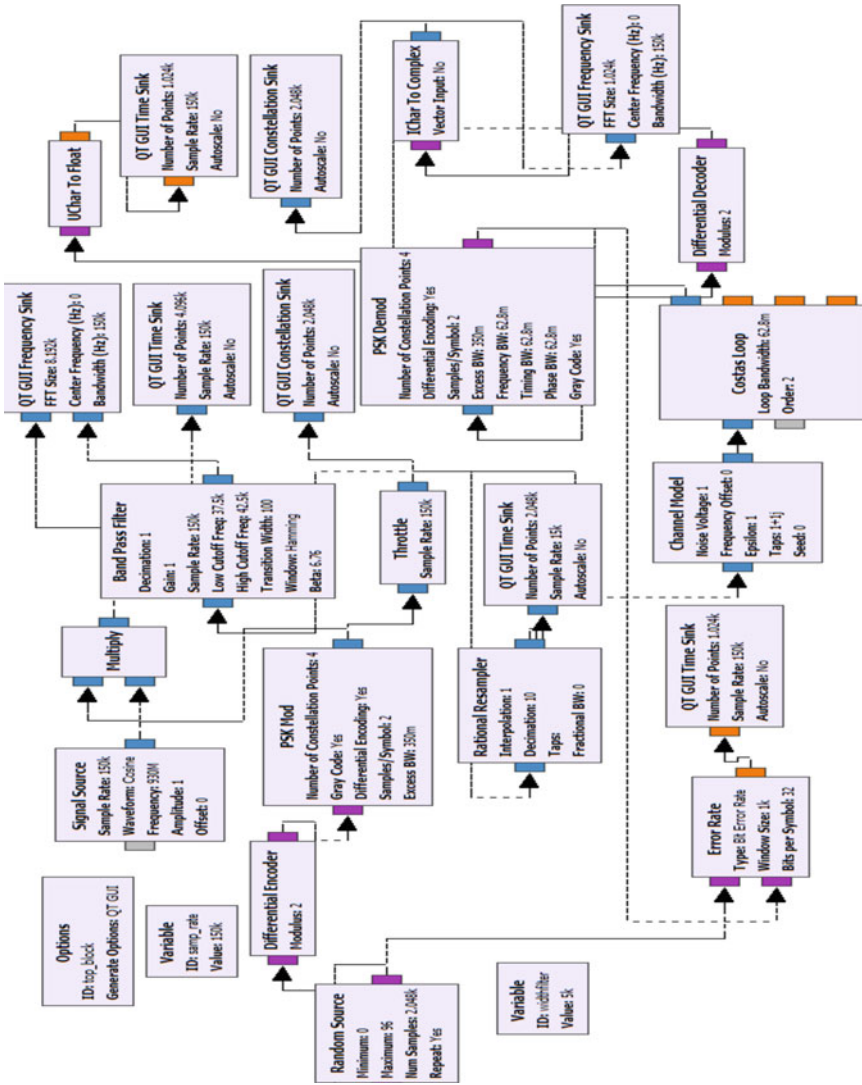 Options
ID: top_block
Generate Options: QT GUI
Variable
ID: samp_rate
Value: 150k
Signal Source
Sample Rate: 150k
Waveform: Cosine
Frequency: 930M
Amplitude: 1
Offset: 0
Multiply
Band Pass Filter
Decimation: 1
Gain: 1
Sample Rate: 150k
Low Cutoff Freq: 37.5k
High Cutoff Freq: 42.5k
Transition Width: 100
Window: Hamming
Beta: 6.76
QT GUI Frequency Sink
FFT Size: 8.192k
Center Frequency (Hz): 0
Bandwidth (Hz): 150k
QT GUI Time Sink
Number of Points: 4.096k
Sample Rate: 150k
Autoscale: No
UChar To Float
QT GUI Time Sink
Number of Points: 1.024k
Sample Rate: 150k
Autoscale: No
QT GUI Constellation Sink
Number of Points: 2.048k
Autoscale: No
Random Source
Minimum: 0
Maximum: 96
Num Samples: 2.048k
Repeat: Yes
Differential Encoder
Modulus: 2
PSK Mod
Number of Constellation Points: 4
Gray Code: Yes
Differential Encoding: Yes
Samples/Symbol: 2
Excess BW: 350m
Throttle
Sample Rate: 150k
QT GUI Constellation Sink
Number of Points: 2.048k
Autoscale: No
IChar To Complex
Vector Input: No
Rational Resampler
Interpolation: 1
Decimation: 10
Taps:
Fractional BW: 0
QT GUI Time Sink
Number of Points: 2.048k
Sample Rate: 15k
Autoscale: No
PSK Demod
Number of Constellation Points: 4
Differential Encoding: Yes
Samples/Symbol: 2
Excess BW: 350m
Frequency BW: 62.8m
Timing BW: 62.8m
Phase BW: 62.8m
Gray Code: Yes
QT GUI Frequency Sink
FFT Size: 1.024k
Center Frequency (Hz): 0
Bandwidth (Hz): 150k
Variable
ID: widthfilter
Value: 5k
Error Rate
Type: Bit Error Rate
Window Size: 1k
Bits per Symbol: 32
QT GUI Time Sink
Number of Points: 1.024k
Sample Rate: 150k
Autoscale: No
Channel Model
Noise Voltage: 1
Frequency Offset: 0
Epsilon: 1
Taps: 1+1j
Seed: 0
Costas Loop
Loop Bandwidth: 62.8m
Order: 2
Differential Decoder
Modulus: 2